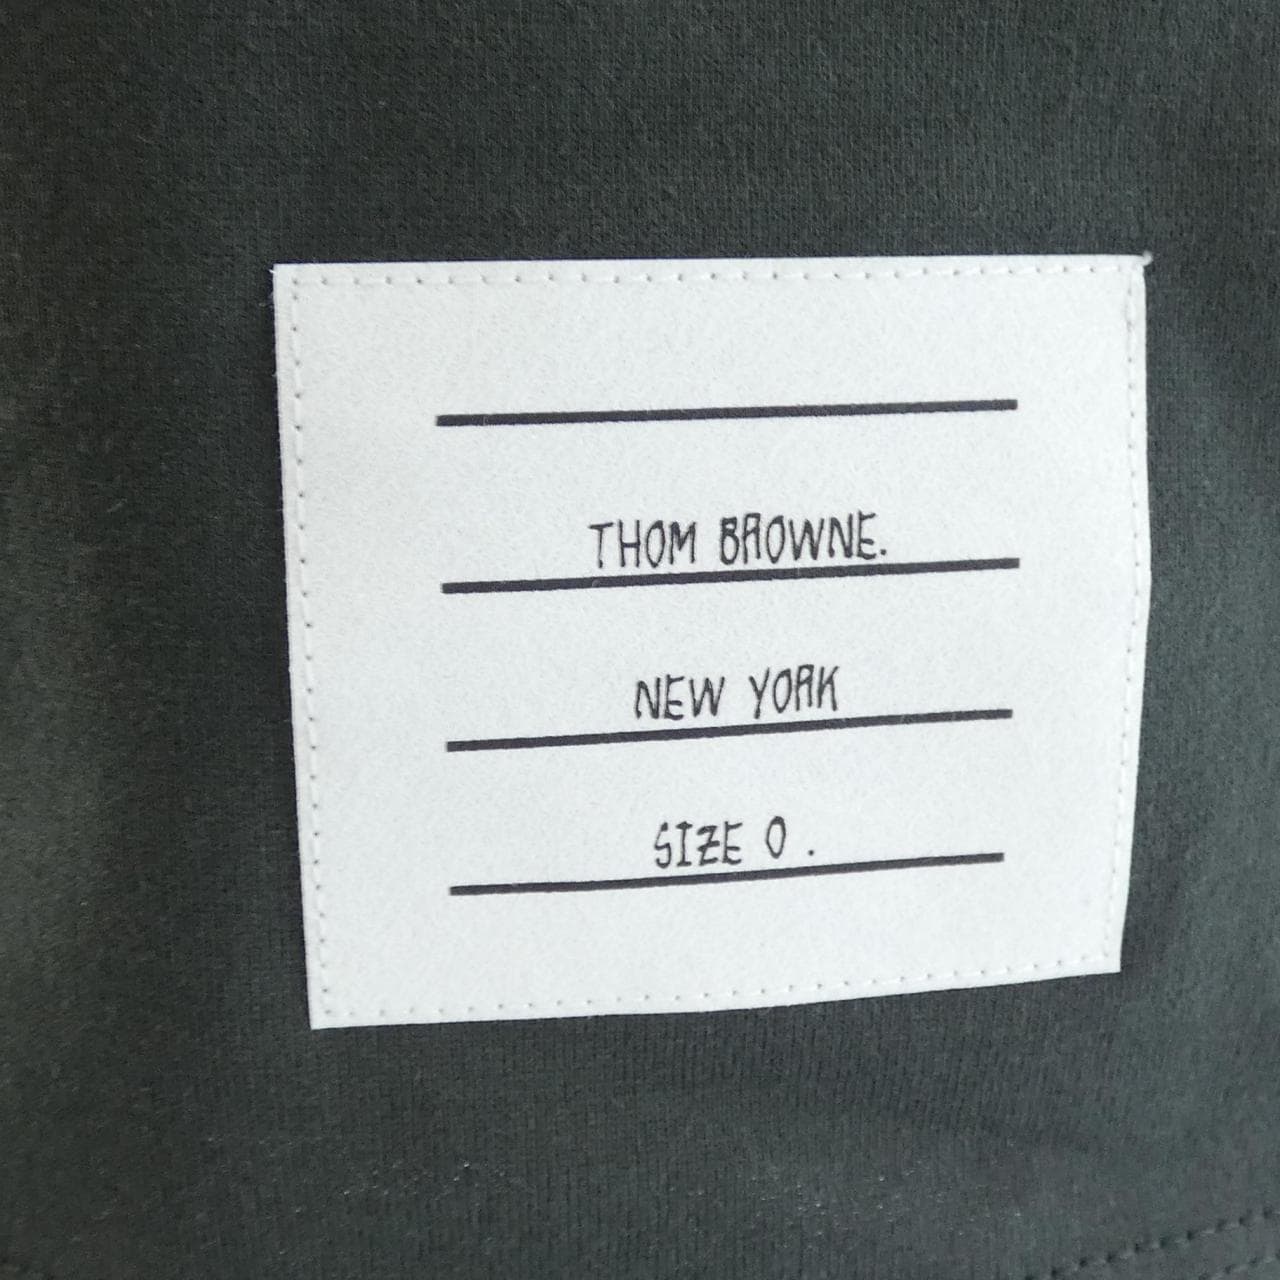 THOM BROWNE.
NEW YORK
SIZE 0 .